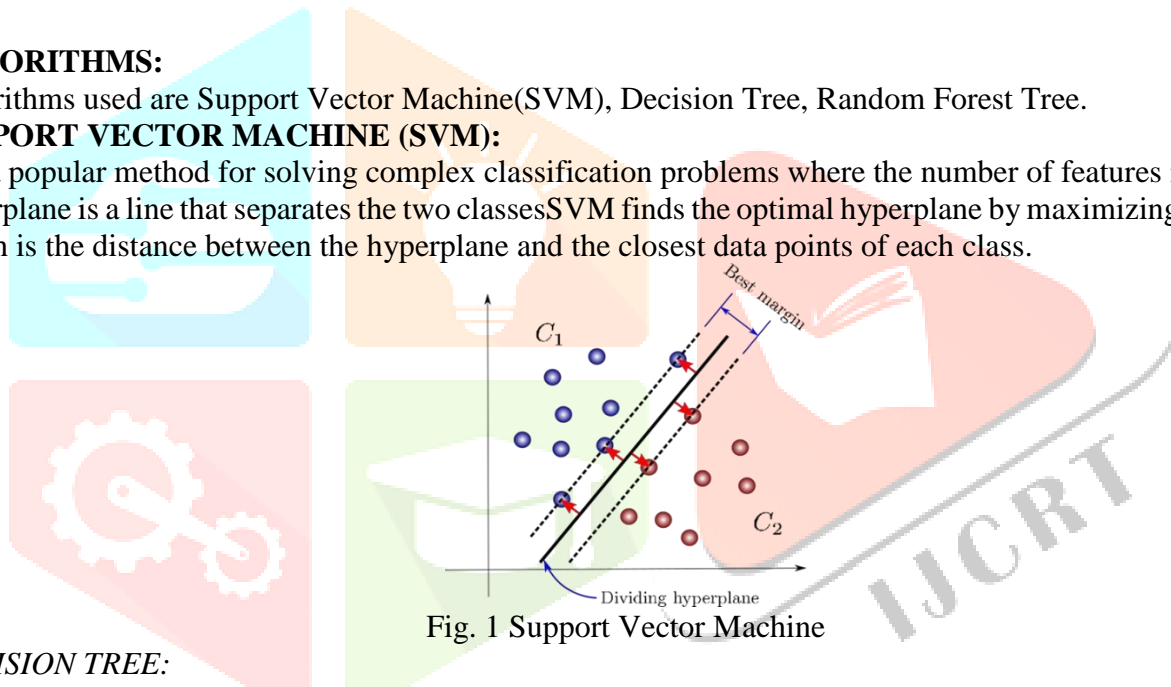 ORITHMS:
rithms used are Support Vector Machine(SVM), Decision Tree, Random Forest Tree.
PORT VECTOR MACHINE (SVM):
popular method for solving complex classification problems where the number of features
rplane is a line that separates the two classesSVM finds the optimal hyperplane by maximizing
n is the distance between the hyperplane and the closest data points of each class.
Best margin
C₁
C₂
Dividing hyperplane
Fig. 1 Support Vector Machine
ISION TREE:
IJCRT